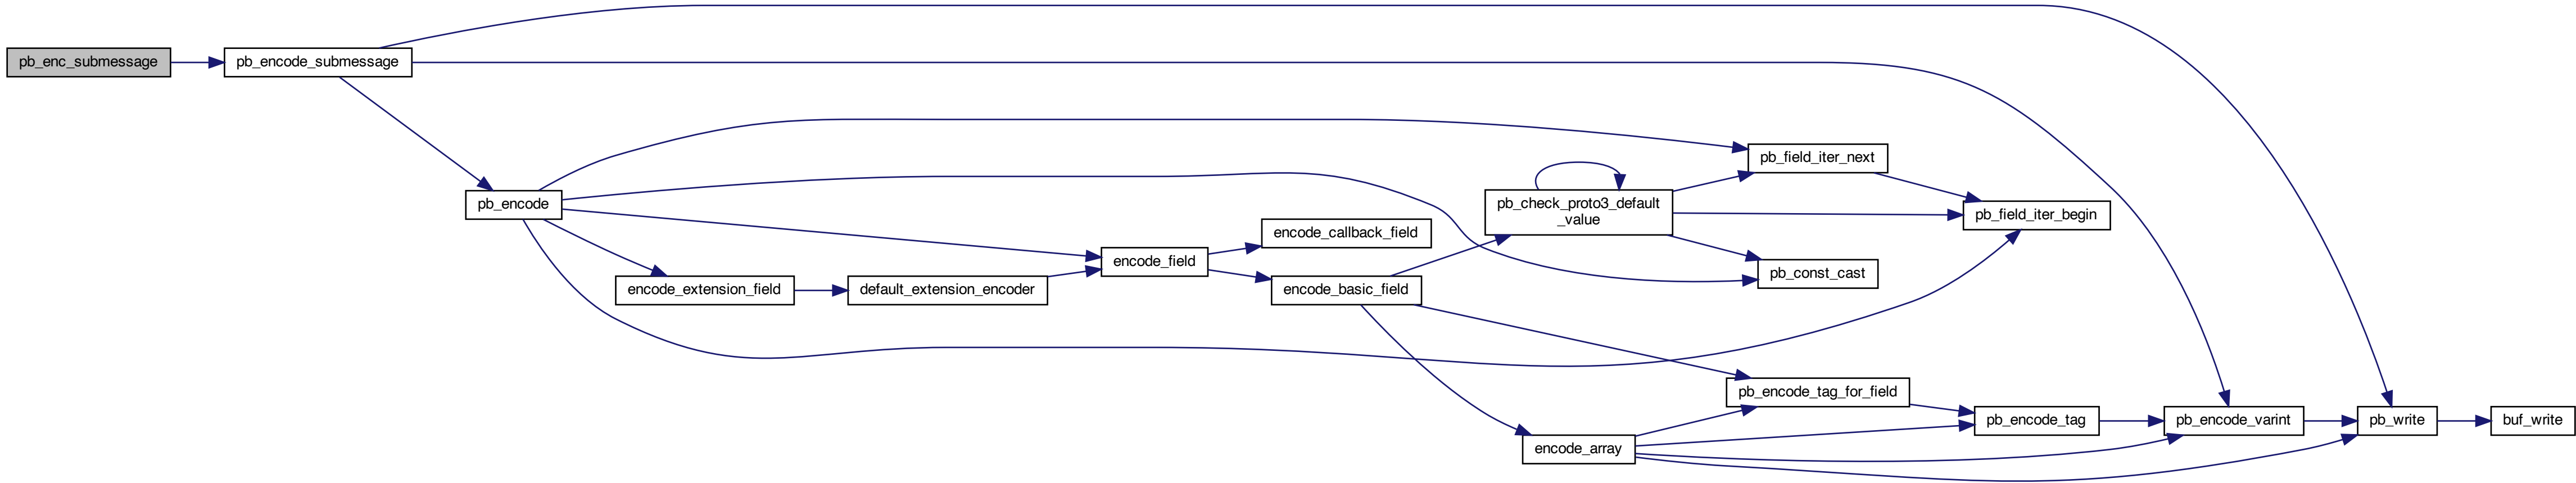 pb_enc_submessage
pb_encode_submessage
pb_encode
encode_extension_field
default_extension_encoder
encode_field
encode_callback_field
encode_basic_field
pb_check_proto3_default
_value
encode_array
pb_field_iter_next
pb_const_cast
pb_encode_tag_for_field
pb_field_iter_begin
pb_encode_tag
pb_encode_varint
pb_write
buf_write